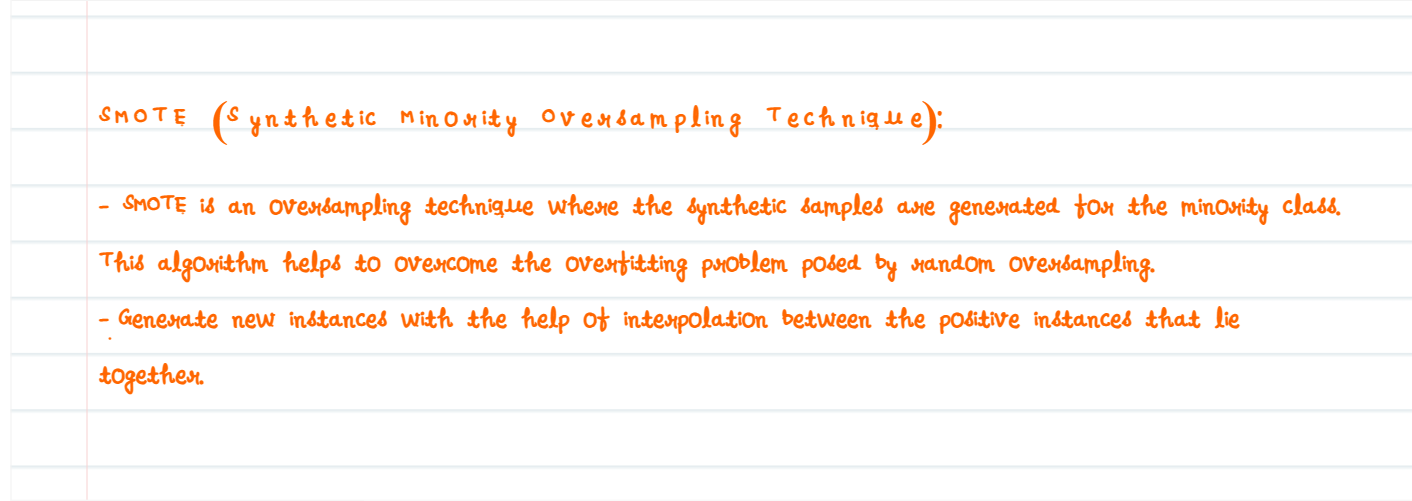 SMOTE (Synthetic Minority Oversampling Technique):
- SMOTE is an oversampling technique where the synthetic samples are generated for the minority class.
This algorithm helps to overcome the overfitting problem posed by random oversampling.
- Generate new instances with the help of interpolation between the positive instances that lie
together.